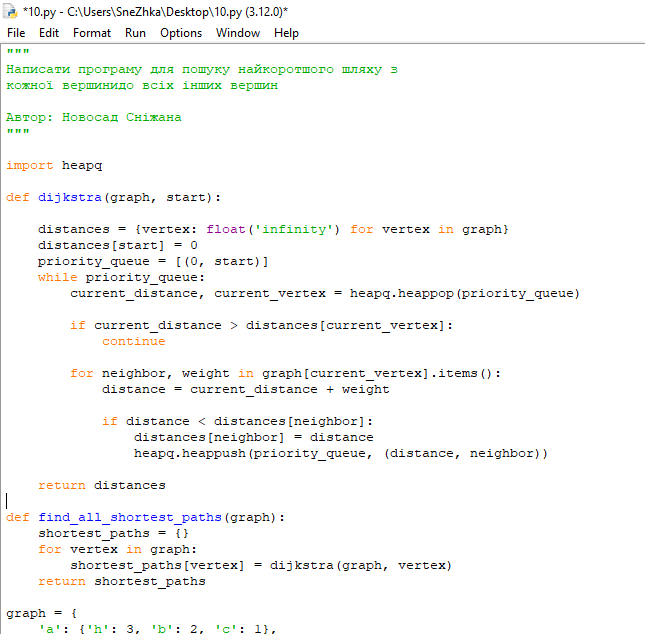 *10.py - C:\Users\SneZhka\Desktop\10.py (3.12.0)*
File Edit Format Run Options Window Help
"""
Написати програму для пошуку найкоротшого шляху з
кожної вершинидо всіх інших вершин

Автор: Новосад Сніжана
"""

import heapq

def dijkstra(graph, start):

    distances = {vertex: float('infinity') for vertex in graph}
    distances[start] = 0
    priority_queue = [(0, start)]
    while priority_queue:
        current_distance, current_vertex = heapq.heappop(priority_queue)

        if current_distance > distances[current_vertex]:
            continue

        for neighbor, weight in graph[current_vertex].items():
            distance = current_distance + weight

            if distance < distances[neighbor]:
                distances[neighbor] = distance
                heapq.heappush(priority_queue, (distance, neighbor))

    return distances

def find_all_shortest_paths(graph):
    shortest_paths = {}
    for vertex in graph:
        shortest_paths[vertex] = dijkstra(graph, vertex)
    return shortest_paths

graph = {
    'a': {'h': 3, 'b': 2, 'c': 1},